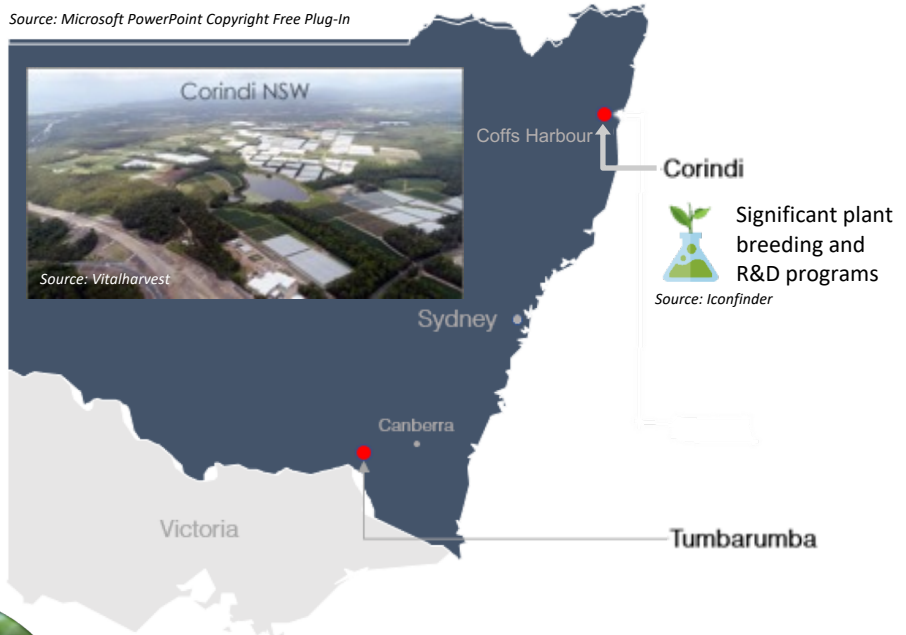 Source: Microsoft PowerPoint Copyright Free Plug-In
Corindi NSW
Source: Vitalharvest
Coffs Harbour
Corindi
Significant plant
breeding and
R&D programs
Source: Iconfinder
Sydney
Canberra
Victoria
Tumbarumba